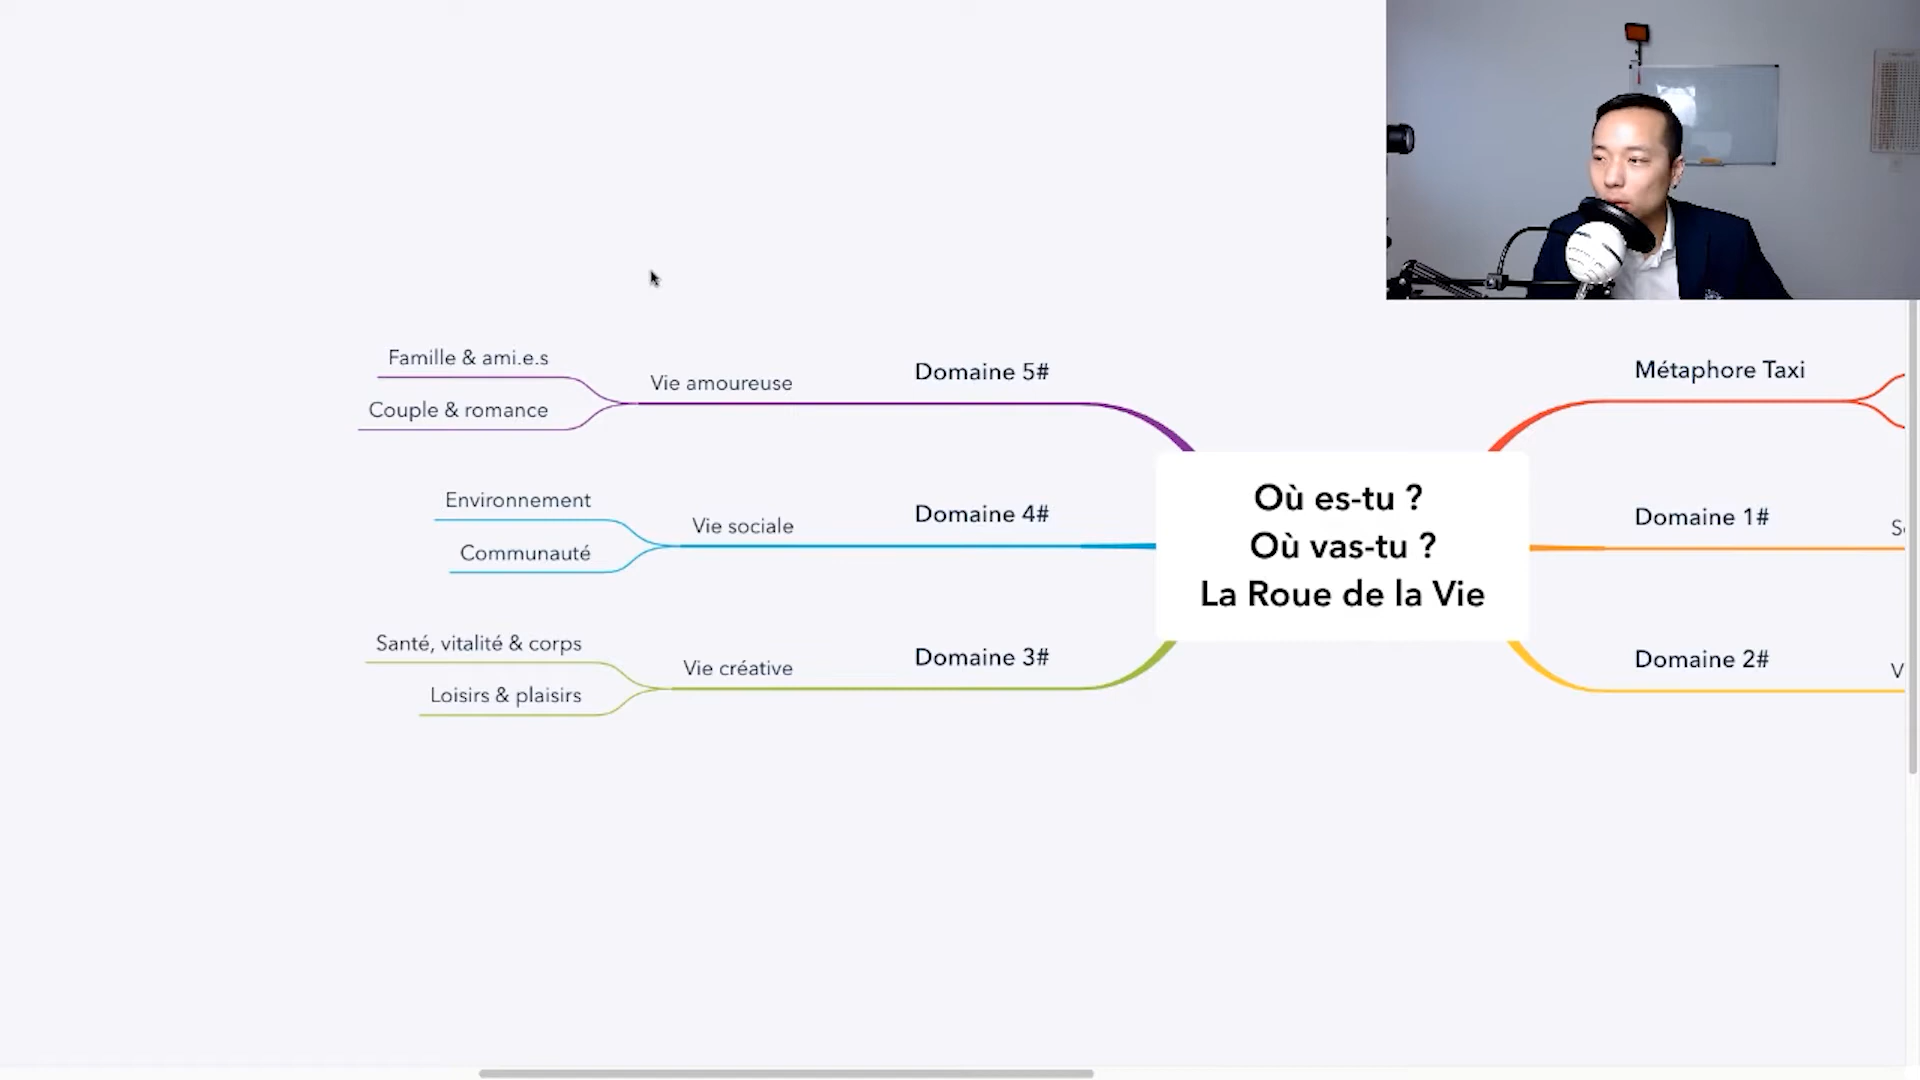 Famille & ami.e.s
Couple & romance
Vie amoureuse
Domaine 5#
Environnement
Communauté
Vie sociale
Domaine 4#
Santé, vitalité & corps
Loisirs & plaisirs
Vie créative
Domaine 3#
Où es-tu ?
Où vas-tu ?
La Roue de la Vie
Métaphore Taxi
Domaine 1#
Domaine 2#